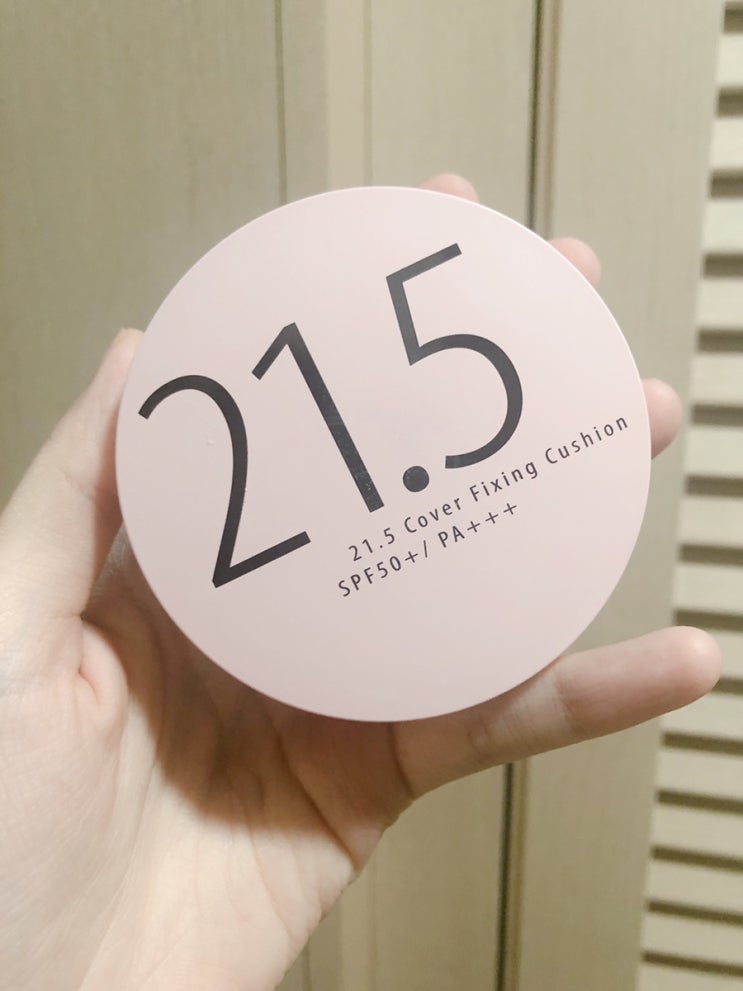 21.5
21.5 Cover Fixing Cushion
SPF50+/ PA+++